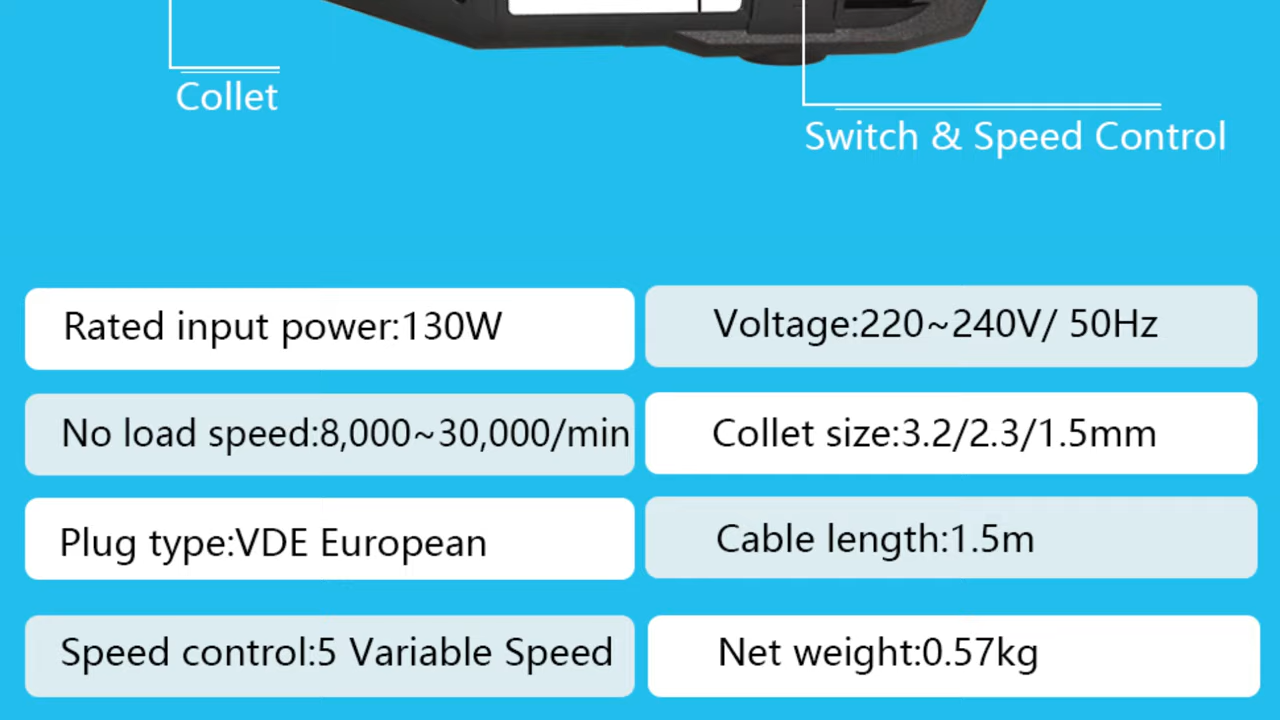 Collet
Switch & Speed Control
Rated input power:130W
Voltage:220~240V/ 50Hz
No load speed:8,000~30,000/min
Collet size:3.2/2.3/1.5mm
Plug type:VDE European
Cable length:1.5m
Speed control:5 Variable Speed
Net weight:0.57kg